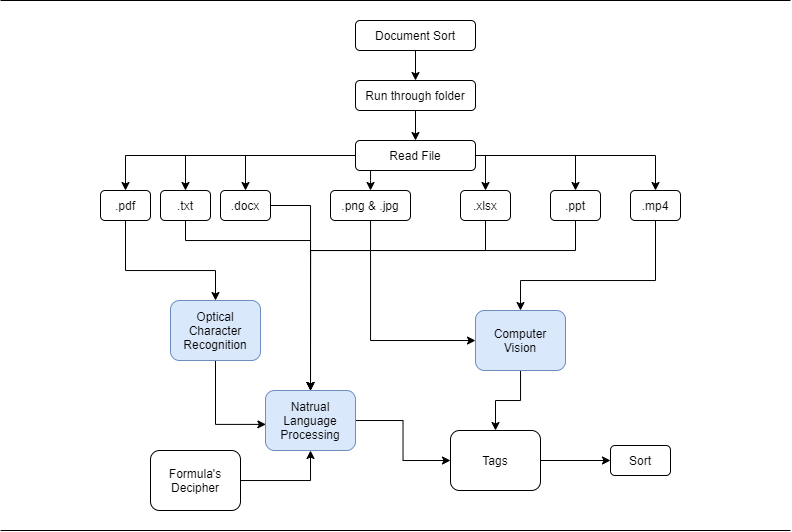 Document Sort
Run through folder
Read File
.pdf
.txt
.docx
.png & .jpg
.xlsx
.ppt
.mp4
Optical
Character
Recognition
Computer
Vision
Natrual
Language
Processing
Formula's
Decipher
Tags
Sort